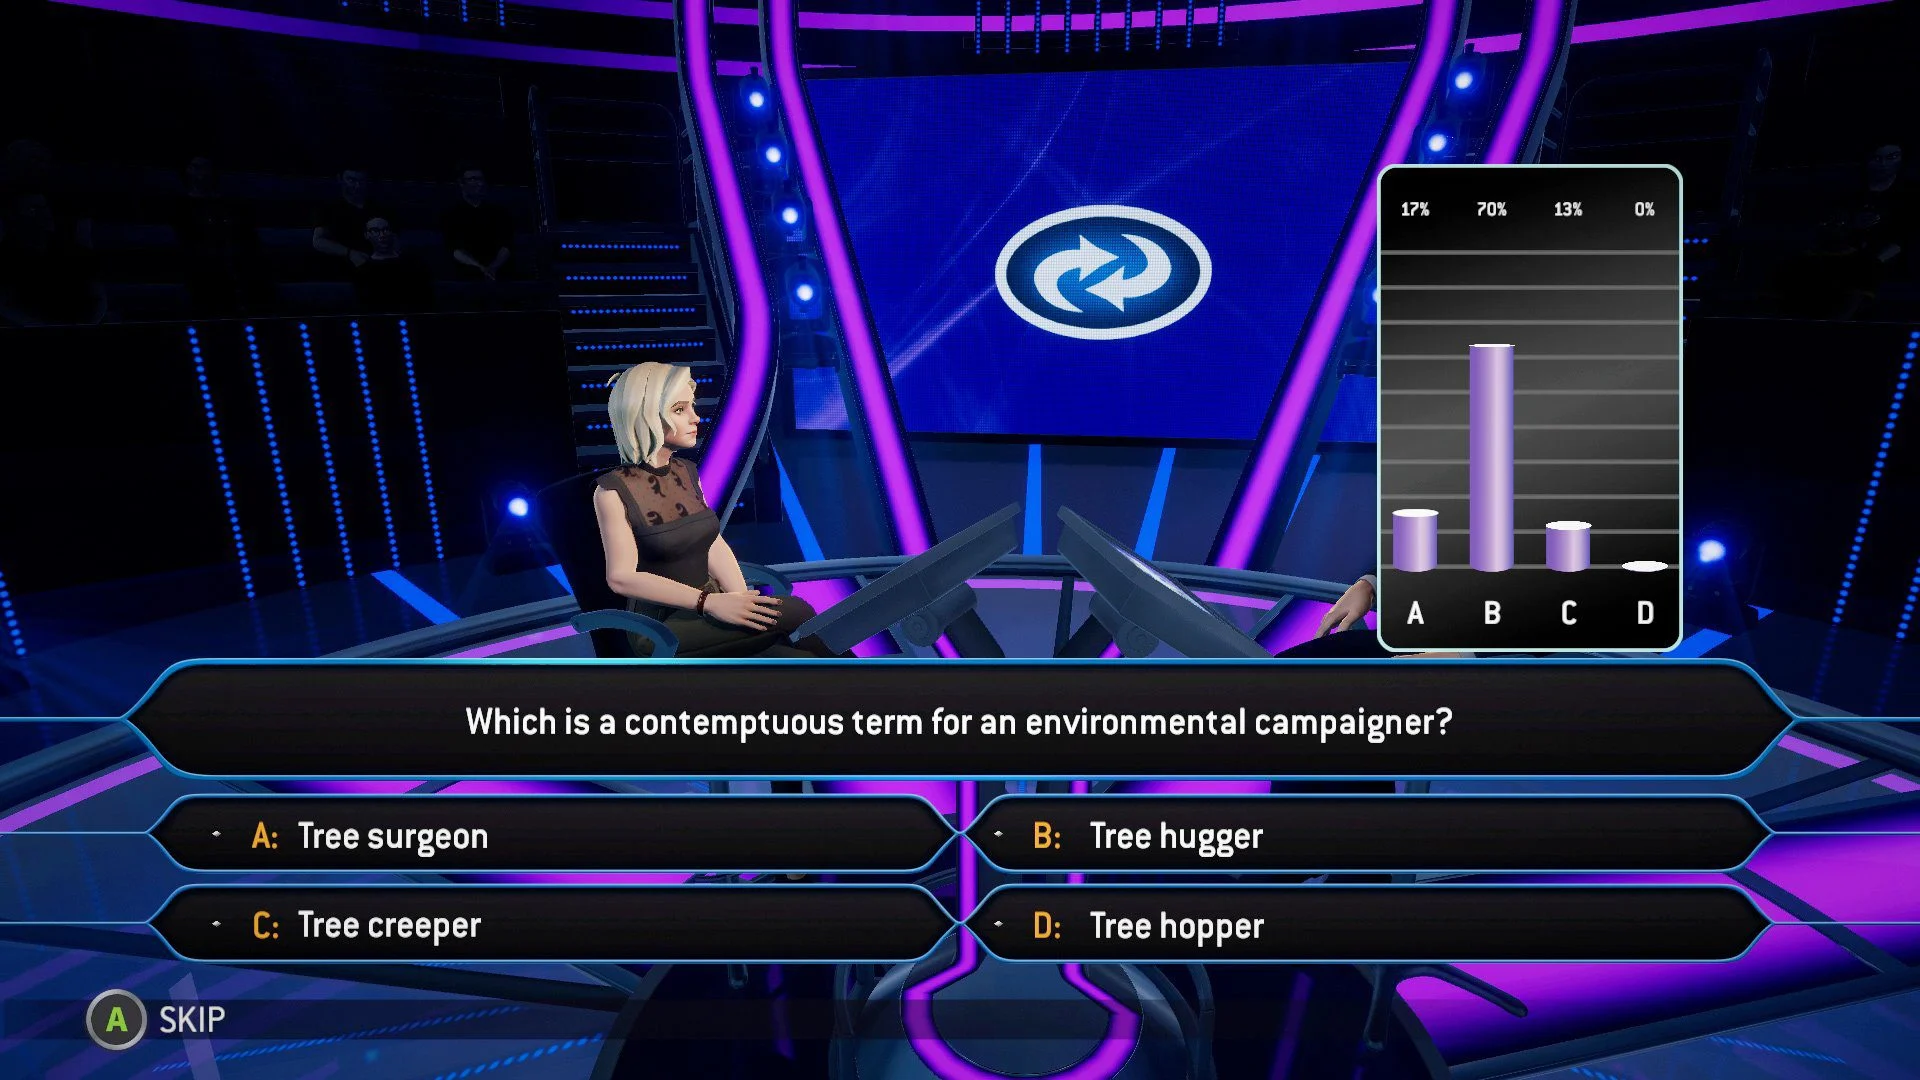 17% 70% 13% 0%
A B C D
Which is a contemptuous term for an environmental campaigner?
A: Tree surgeon
B: Tree hugger
C: Tree creeper
D: Tree hopper
A SKIP